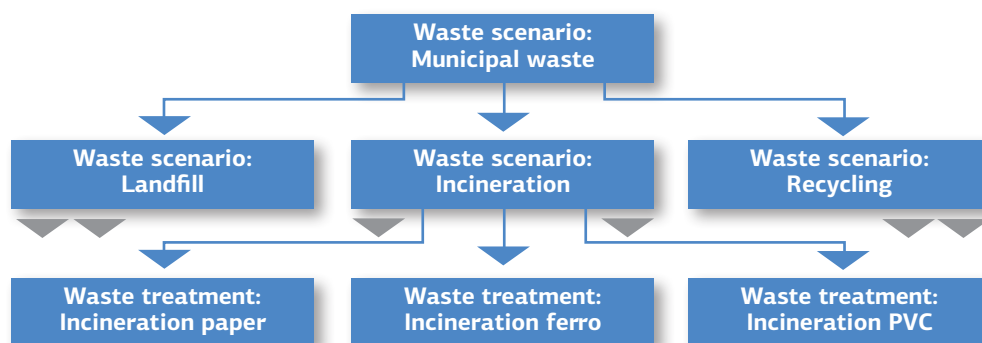 Waste scenario:
Municipal waste
Waste scenario:
Landfill
Waste scenario:
Incineration
Waste scenario:
Recycling
Waste treatment:
Incineration paper
Waste treatment:
Incineration ferro
Waste treatment:
Incineration PVC